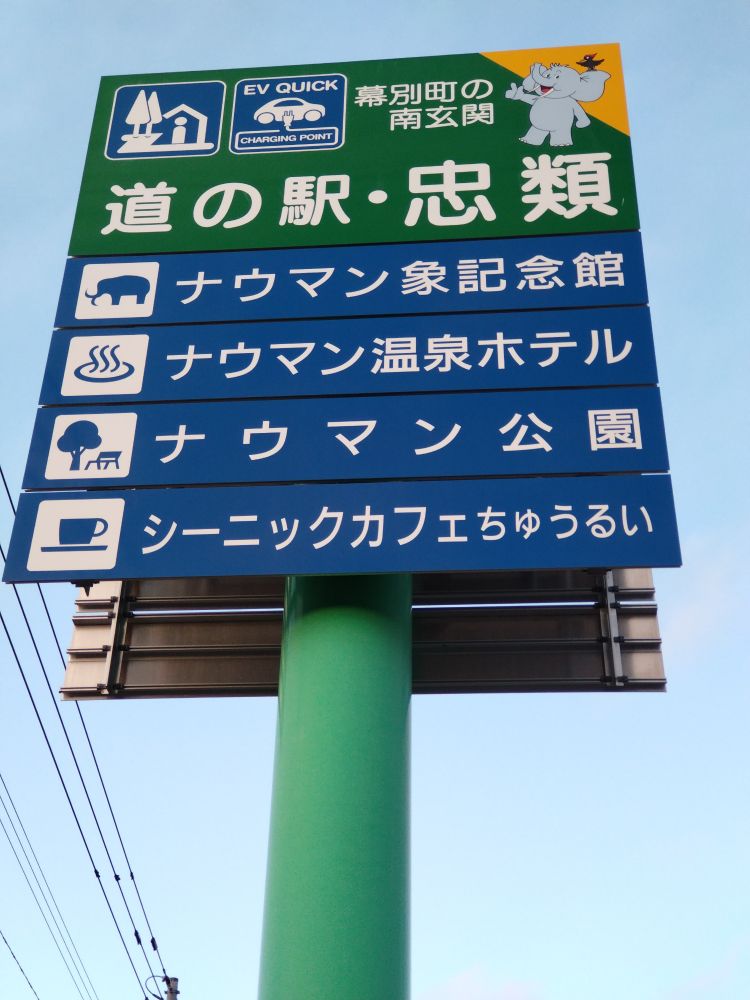 EV QUICK
CHARGING POINT
幕別町の
南玄関
道の駅・忠類
ナウマン象記念館
ナウマン温泉ホテル
ナウマン公園
シーニックカフェちゅうるい